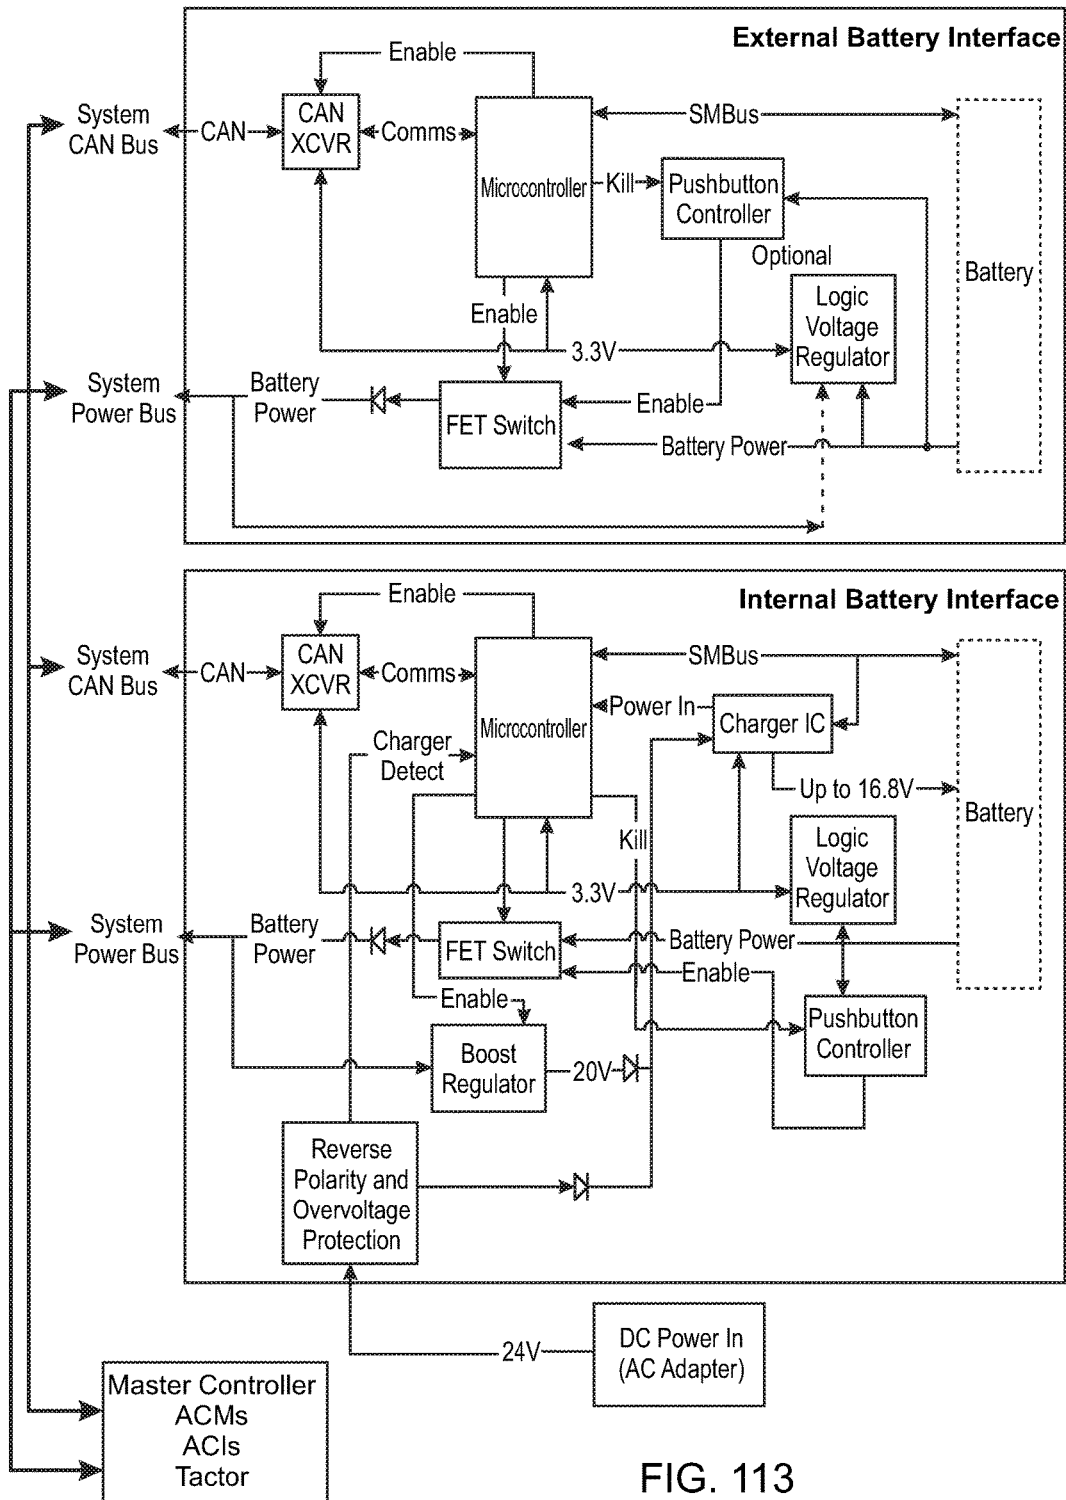 External Battery Interface
Enable
System
CAN Bus
CAN
CAN
XCVR
Comms
Microcontroller
SMBus
Kill
Pushbutton
Controller
Optional
Battery
Logic
Voltage
Regulator
Enable
3.3V
System
Power Bus
Battery
Power
FET Switch
Enable
Battery Power
Internal Battery Interface
Enable
System
CAN Bus
CAN
CAN
XCVR
Comms
Microcontroller
SMBus
Power In
Charger IC
Charger
Detect
Up to 16.8V
Battery
Kill
Logic
Voltage
Regulator
3.3V
System
Power Bus
Battery
Power
FET Switch
Battery Power
Enable
Enable
Pushbutton
Controller
Boost
Regulator
20V
Reverse
Polarity and
Overvoltage
Protection
24V
DC Power In
(AC Adapter)
Master Controller
ACMs
ACIs
Tactor
FIG. 113